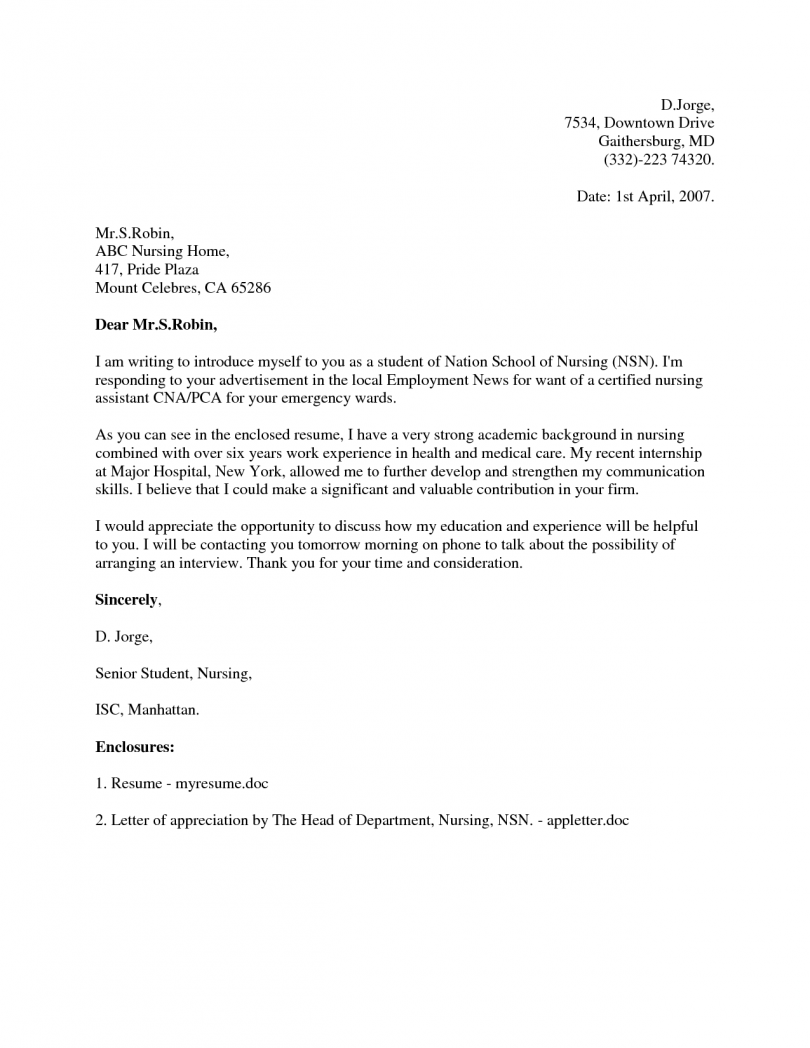 D.Jorge,
7534, Downtown Drive
Gaithersburg, MD
(332)-223 74320.
Date: 1st April, 2007.
Mr.S.Robin,
ABC Nursing Home,
417, Pride Plaza
Mount Celebres, CA 65286
Dear Mr.S.Robin,
I am writing to introduce myself to you as a student of Nation School of Nursing (NSN). I'm
responding to your advertisement in the local Employment News for want of a certified nursing
assistant CNA/PCA for your emergency wards.
As you can see in the enclosed resume, I have a very strong academic background in nursing
combined with over six years work experience in health and medical care. My recent internship
at Major Hospital, New York, allowed me to further develop and strengthen my communication
skills. I believe that I could make a significant and valuable contribution in your firm.
I would appreciate the opportunity to discuss how my education and experience will be helpful
to you. I will be contacting you tomorrow morning on phone to talk about the possibility of
arranging an interview. Thank you for your time and consideration.
Sincerely,
D. Jorge,
Senior Student, Nursing,
ISC, Manhattan.
Enclosures:
1. Resume - myresume.doc
2. Letter of appreciation by The Head of Department, Nursing, NSN. - appletter.doc